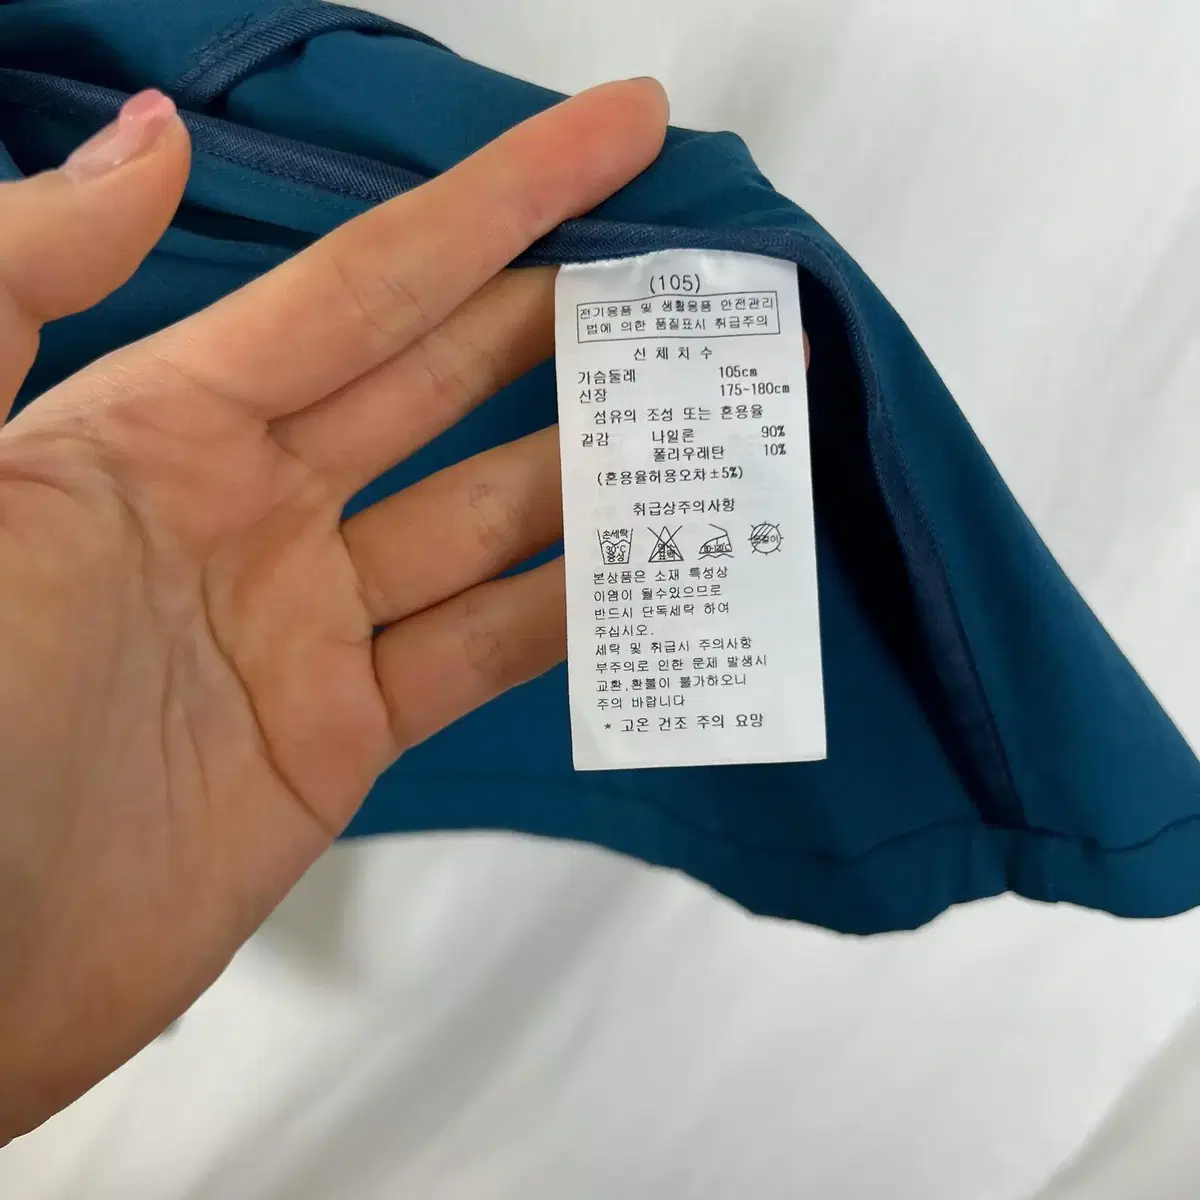 (105)
전기용품 및 생활용품 안전관리
법에 의한 품질표시 취급주의
신 체 치 수
가슴둘레 105cm
신장 175~180cm
섬유의 조성 또는 혼용율
겉감 나일론 90%
폴리우레탄 10%
(혼용율허용오차±5%)
취급상주의사항
손세탁
30°C
중성
본상품은 소재 특성상
이염이 될수있으므로
반드시 단독세탁 하여
주십시오.
세탁 및 취급시 주의사항
부주의로 인한 문제 발생시
교환,환불이 불가하오니
주의 바랍니다
* 고온 건조 주의 요망